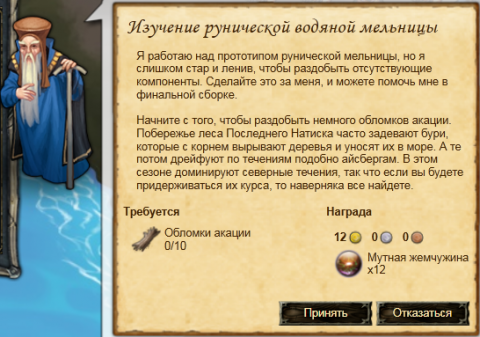 Изучение рунической водяной мельницы
Я работаю над прототипом рунической мельницы, но я
слишком стар и ленив, чтобы раздобыть отсутствующие
компоненты. Сделайте это за меня, и можете помочь мне в
финальной сборке.
Начните с того, чтобы раздобыть немного обломков акации.
Побережье леса Последнего Натиска часто задевают бури,
которые с корнем вырывают деревья и уносят их в море. А те
потом дрейфуют по течениям подобно айсбергам. В этом
сезоне доминируют северные течения, так что если вы будете
придерживаться их курса, то наверняка все найдете.
Требуется
Обломки акации
0/10
Награда
12 0 0
Мутная жемчужина
x12
Принять Отказаться